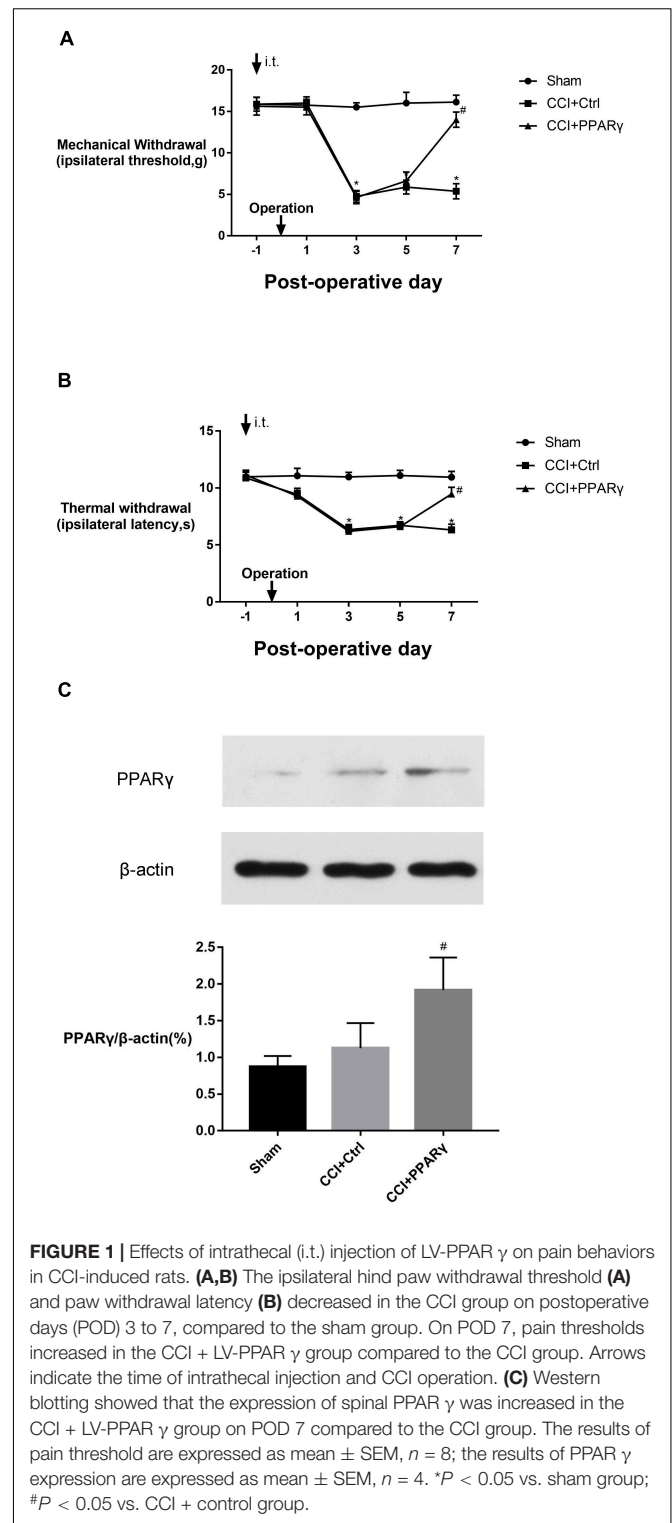 A
i.t.
20
15
10
5
0
Mechanical Withdrawal
(ipsilateral threshold,g)
Sham
CCI+Ctrl
CCI+PPARγ
#
*
*
Operation
-1 1 3 5 7
Post-operative day
B
i.t.
15
10
5
0
Thermal withdrawal
(ipsilateral latency,s)
Sham
CCI+Ctrl
CCI+PPARγ
#
* * *
Operation
-1 1 3 5 7
Post-operative day
C
PPARγ
β-actin
2.5
2.0
1.5
1.0
0.5
0.0
PPARγ/β-actin(%)
#
Sham
CCI+Ctrl
CCI+PPARγ
FIGURE 1 | Effects of intrathecal (i.t.) injection of LV-PPAR γ on pain behaviors
in CCI-induced rats. (A,B) The ipsilateral hind paw withdrawal threshold (A)
and paw withdrawal latency (B) decreased in the CCI group on postoperative
days (POD) 3 to 7, compared to the sham group. On POD 7, pain thresholds
increased in the CCI + LV-PPAR γ group compared to the CCI group. Arrows
indicate the time of intrathecal injection and CCI operation. (C) Western
blotting showed that the expression of spinal PPAR γ was increased in the
CCI + LV-PPAR γ group on POD 7 compared to the CCI group. The results of
pain threshold are expressed as mean ± SEM, n = 8; the results of PPAR γ
expression are expressed as mean ± SEM, n = 4. *P < 0.05 vs. sham group;
#P < 0.05 vs. CCI + control group.